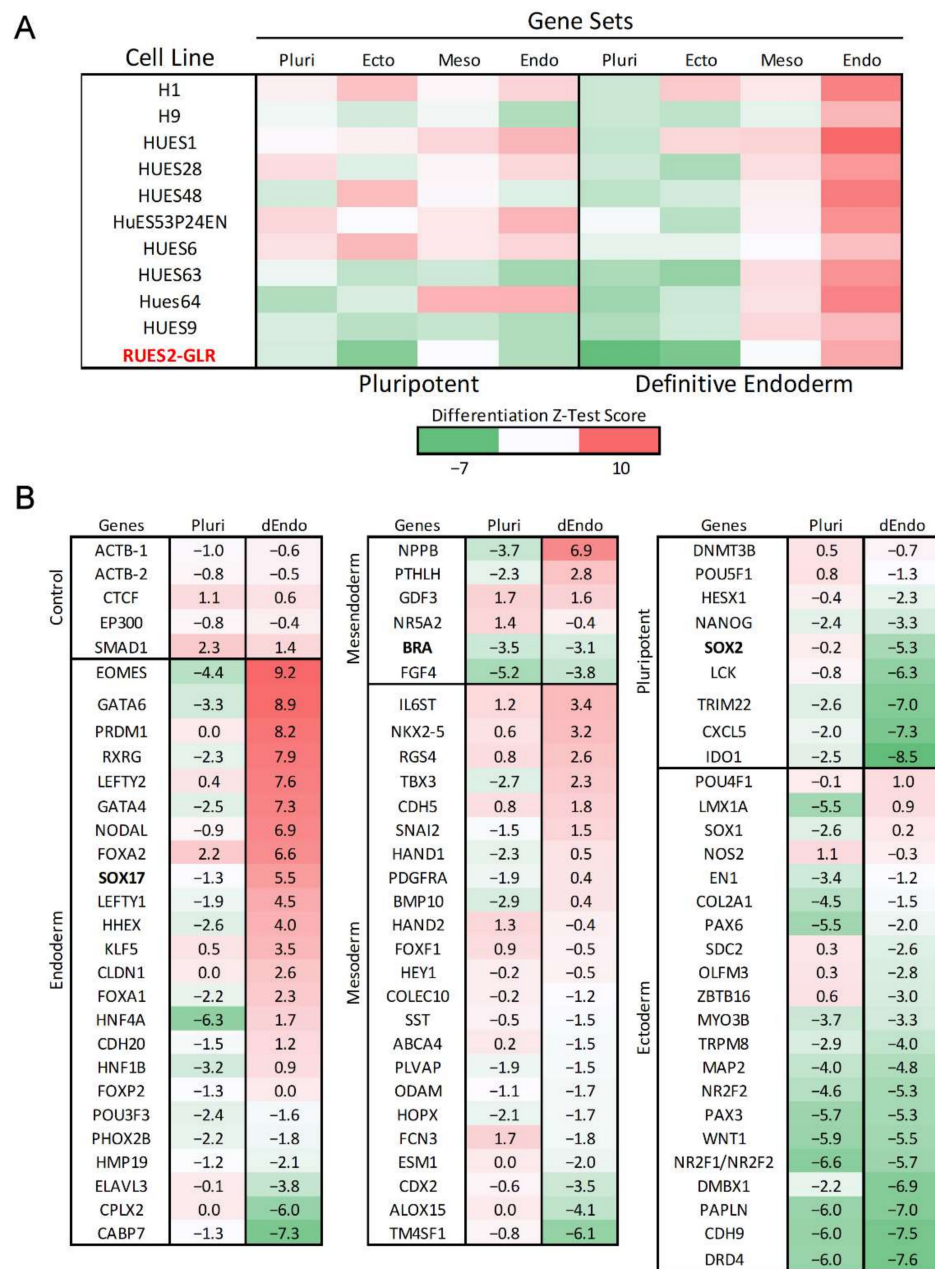 A
Gene Sets
Cell Line Pluri Ecto Meso Endo Pluri Ecto Meso Endo
H1
H9
HUES1
HUES28
HUES48
HuES53P24EN
HUES6
HUES63
Hues64
HUES9
RUES2-GLR
Pluripotent Definitive Endoderm
Differentiation Z-Test Score
−7 10
B
Genes Pluri dEndo
Control
ACTB-1 −1.0 −0.6
ACTB-2 −0.8 −0.5
CTCF 1.1 0.6
EP300 −0.8 −0.4
SMAD1 2.3 1.4
Endoderm
EOMES −4.4 9.2
GATA6 −3.3 8.9
PRDM1 0.0 8.2
RXRG −2.3 7.9
LEFTY2 0.4 7.6
GATA4 −2.5 7.3
NODAL −0.9 6.9
FOXA2 2.2 6.6
SOX17 −1.3 5.5
LEFTY1 −1.9 4.5
HHEX −2.6 4.0
KLF5 0.5 3.5
CLDN1 0.0 2.6
FOXA1 −2.2 2.3
HNF4A −6.3 1.7
CDH20 −1.5 1.2
HNF1B −3.2 0.9
FOXP2 −1.3 0.0
POU3F3 −2.4 −1.6
PHOX2B −2.2 −1.8
HMP19 −1.2 −2.1
ELAVL3 −0.1 −3.8
CPLX2 0.0 −6.0
CABP7 −1.3 −7.3
Genes Pluri dEndo
Mesendoderm
NPPB −3.7 6.9
PTHLH −2.3 2.8
GDF3 1.7 1.6
NR5A2 1.4 −0.4
BRA −3.5 −3.1
FGF4 −5.2 −3.8
Mesoderm
IL6ST 1.2 3.4
NKX2-5 0.6 3.2
RGS4 0.8 2.6
TBX3 −2.7 2.3
CDH5 0.8 1.8
SNAI2 −1.5 1.5
HAND1 −2.3 0.5
PDGFRA −1.9 0.4
BMP10 −2.9 0.4
HAND2 1.3 −0.4
FOXF1 0.9 −0.5
HEY1 −0.2 −0.5
COLEC10 −0.2 −1.2
SST −0.5 −1.5
ABCA4 0.2 −1.5
PLVAP −1.9 −1.5
ODAM −1.1 −1.7
HOPX −2.1 −1.7
FCN3 1.7 −1.8
ESM1 0.0 −2.0
CDX2 −0.6 −3.5
ALOX15 0.0 −4.1
TM4SF1 −0.8 −6.1
Genes Pluri dEndo
Pluripotent
DNMT3B 0.5 −0.7
POU5F1 0.8 −1.3
HESX1 −0.4 −2.3
NANOG −2.4 −3.3
SOX2 −0.2 −5.3
LCK −0.8 −6.3
TRIM22 −2.6 −7.0
CXCL5 −2.0 −7.3
IDO1 −2.5 −8.5
Ectoderm
POU4F1 −0.1 1.0
LMX1A −5.5 0.9
SOX1 −2.6 0.2
NOS2 1.1 −0.3
EN1 −3.4 −1.2
COL2A1 −4.5 −1.5
PAX6 −5.5 −2.0
SDC2 0.3 −2.6
OLFM3 0.3 −2.8
ZBTB16 0.6 −3.0
MYO3B −3.7 −3.3
TRPM8 −2.9 −4.0
MAP2 −4.0 −4.8
NR2F2 −4.6 −5.3
PAX3 −5.7 −5.3
WNT1 −5.9 −5.5
NR2F1/NR2F2 −6.6 −5.7
DMBX1 −2.2 −6.9
PAPLN −6.0 −7.0
CDH9 −6.0 −7.5
DRD4 −6.0 −7.6